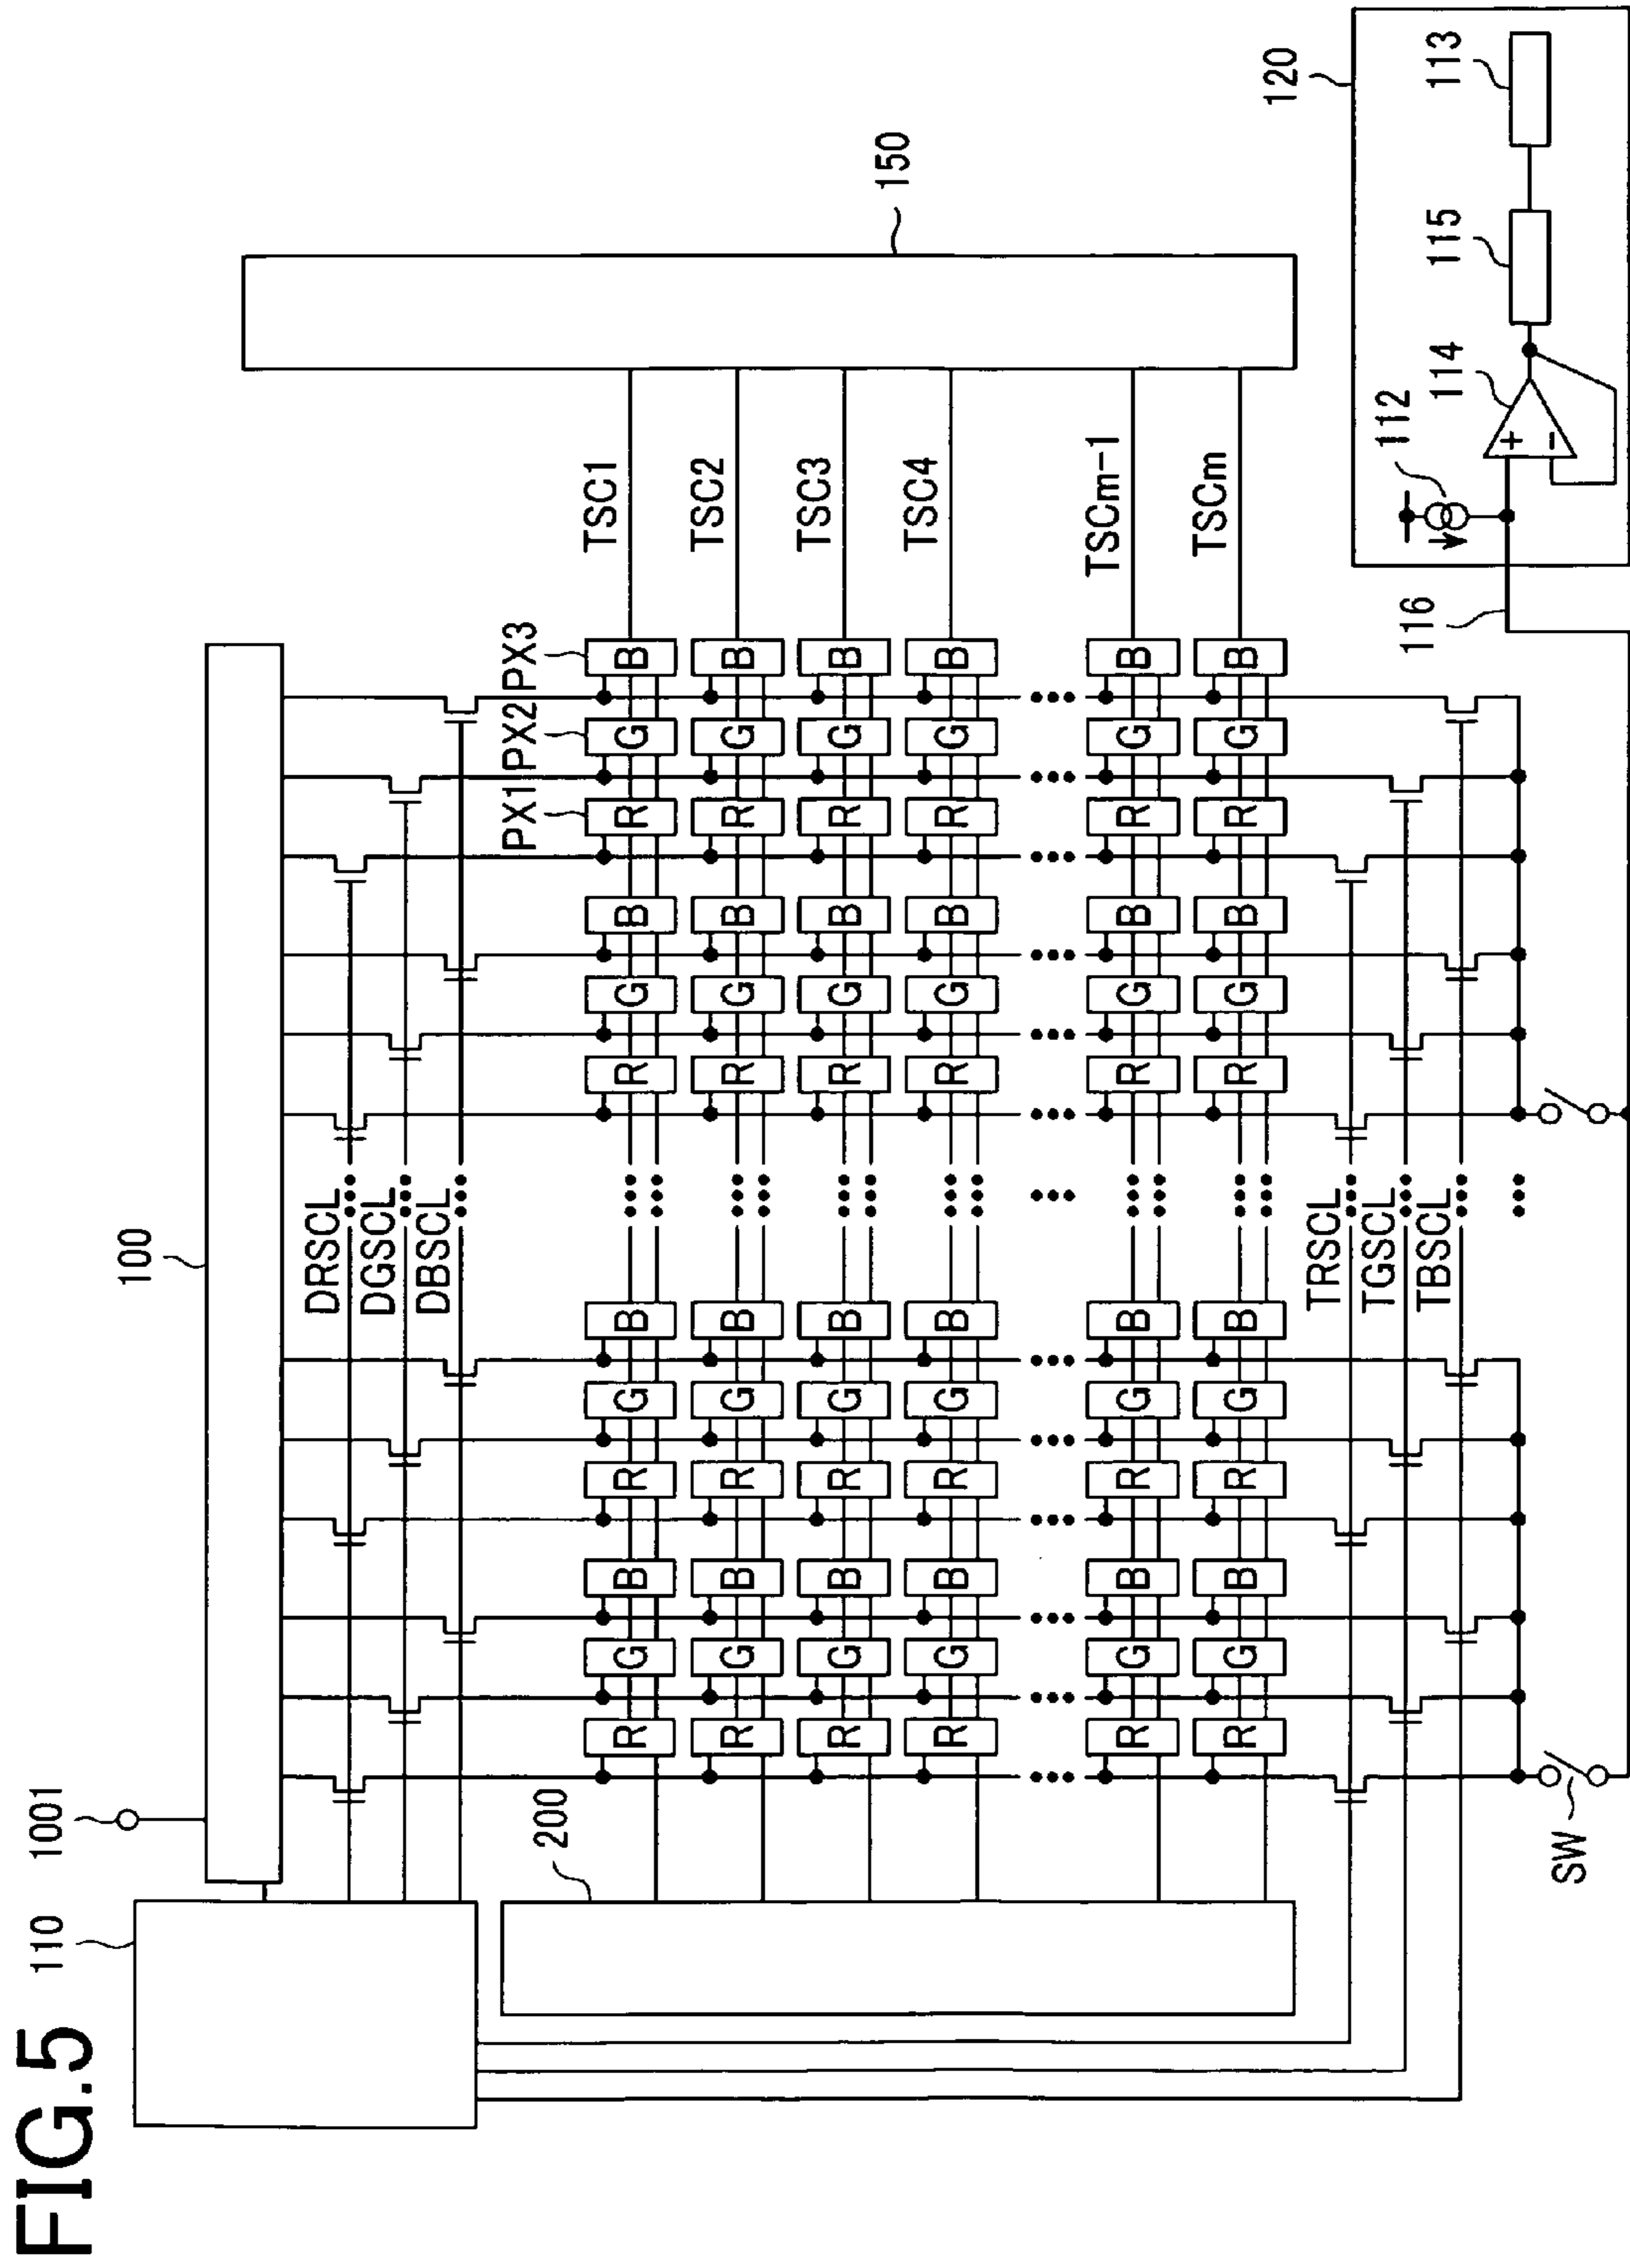 FIG.5
110
1001
100
DRSCL
DGSCL
DBSCL
200
PX1
PX2
PX3
150
R G B R G B R G B R G B TSC1
R G B R G B R G B R G B TSC2
R G B R G B R G B R G B TSC3
R G B R G B R G B R G B TSC4
R G B R G B R G B R G B TSCm-1
R G B R G B R G B R G B TSCm
TRSCL
TGSCL
TBSCL
SW
116
120
112
114
115
113
+
−